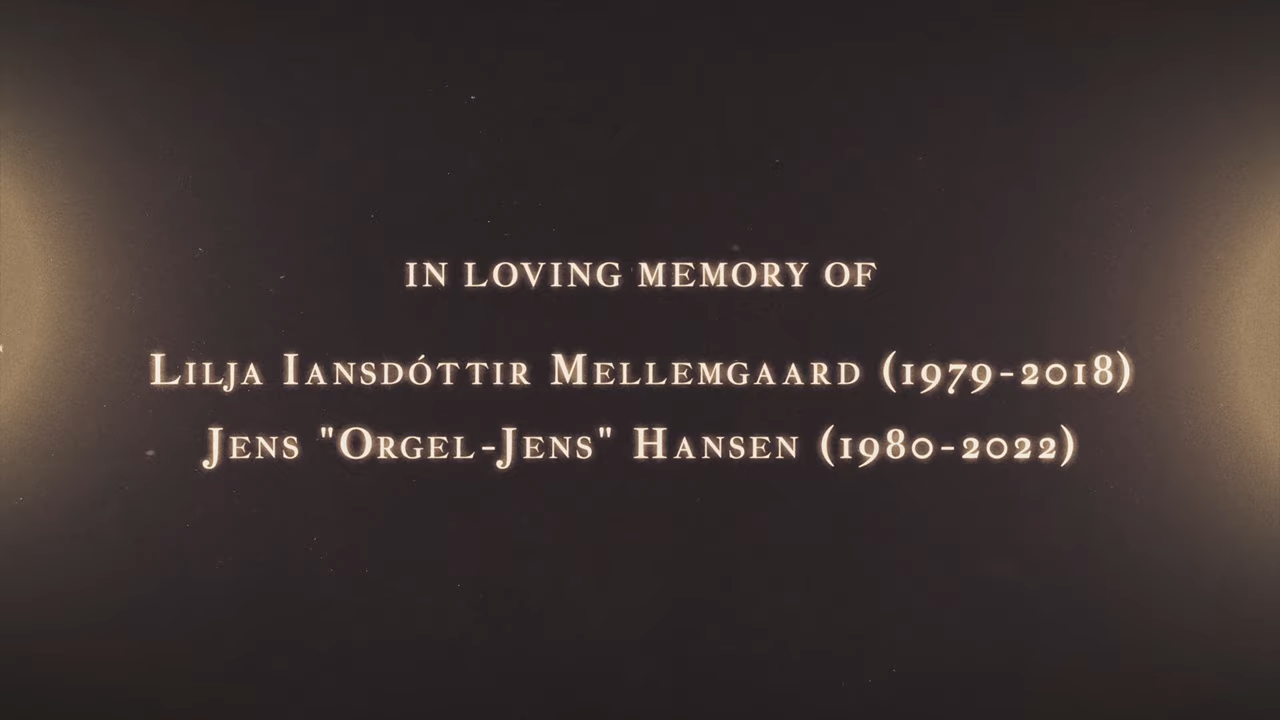 IN LOVING MEMORY OF
LILJA IANSDÓTTIR MELLEMGAARD (1979-2018)
JENS "ORGEL-JENS" HANSEN (1980-2022)